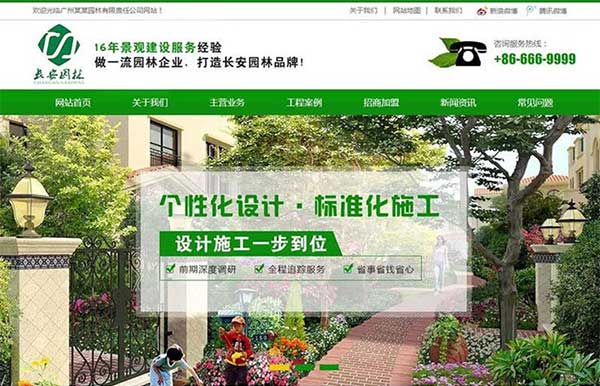 欢迎光临广州某某园林有限责任公司网站！
关于我们 | 网站地图 | 联系我们 新浪微博 腾讯微博
长安园林
16年景观建设服务经验
做一流园林企业，打造长安园林品牌！
咨询服务热线：
+86-666-9999
网站首页 关于我们 主营业务 工程案例 招商加盟 新闻资讯 常见问题
个性化设计·标准化施工
设计施工一步到位
前期深度调研 全程追踪服务 省事省钱省心